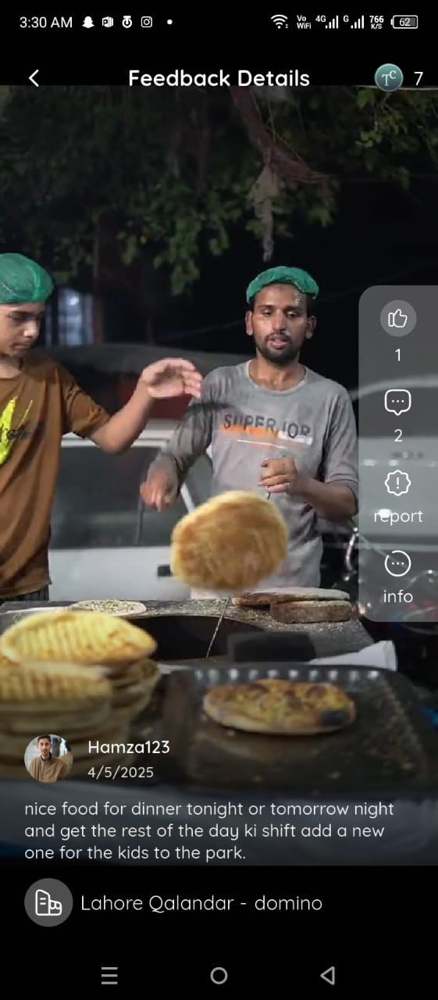 3:30 AM
Vo
WiFi
4G
G
766
K/S
62
Feedback Details
TC
7
SUPERIOR
1
2
report
info
Hamza123
4/5/2025
nice food for dinner tonight or tomorrow night
and get the rest of the day ki shift add a new
one for the kids to the park.
Lahore Qalandar - domino